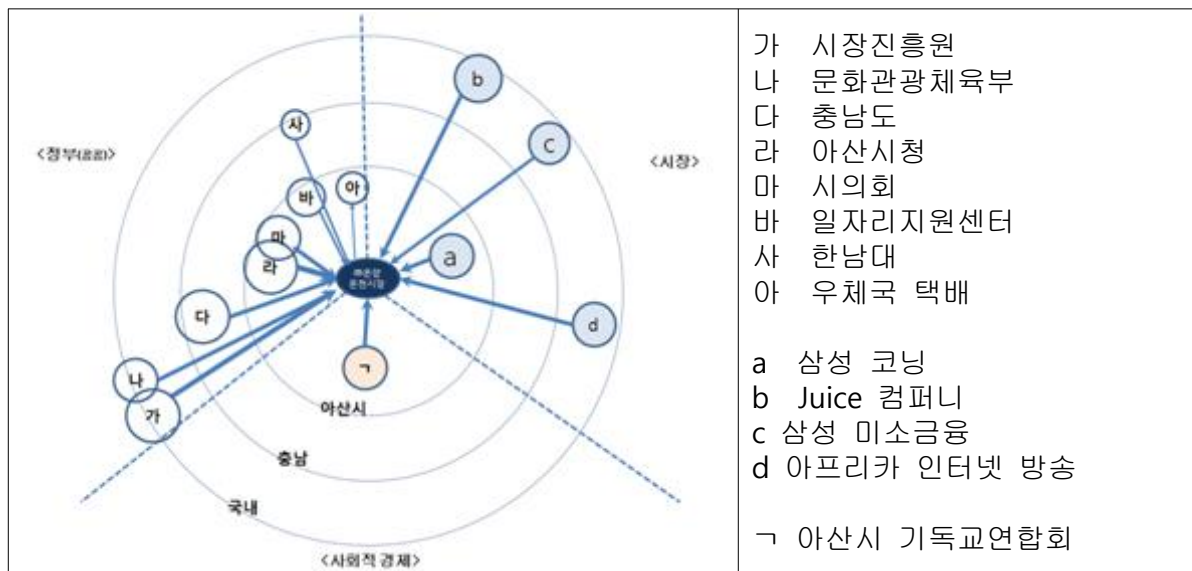 b
사
c
<정부(공공)>
<시장>
아
바
마
a
라
온천시장
다
d
ㄱ
나
가
아산시
충남
국내
<사회적 경제>
가 시장진흥원
나 문화관광체육부
다 충남도
라 아산시청
마 시의회
바 일자리지원센터
사 한남대
아 우체국 택배
a 삼성 코닝
b Juice 컴퍼니
c 삼성 미소금융
d 아프리카 인터넷 방송
ㄱ 아산시 기독교연합회